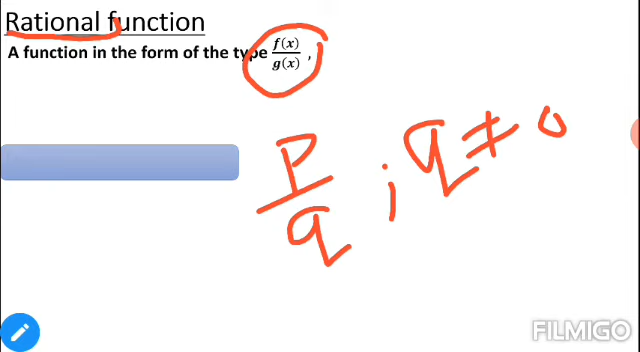 Rational function
A function in the form of the type f(x)/g(x) ,
p/q ; q ≠ 0
FILMIGO